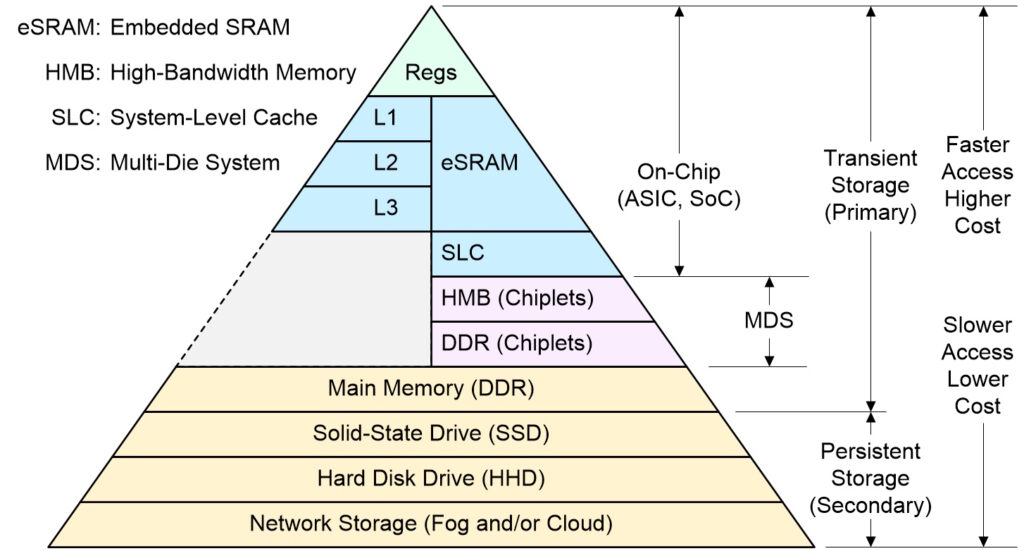 eSRAM: Embedded SRAM
HMB: High-Bandwidth Memory
SLC: System-Level Cache
MDS: Multi-Die System
Regs
L1
L2
L3
eSRAM
SLC
HMB (Chiplets)
DDR (Chiplets)
Main Memory (DDR)
Solid-State Drive (SSD)
Hard Disk Drive (HHD)
Network Storage (Fog and/or Cloud)
On-Chip
(ASIC, SoC)
MDS
Transient
Storage
(Primary)
Persistent
Storage
(Secondary)
Faster
Access
Higher
Cost
Slower
Access
Lower
Cost